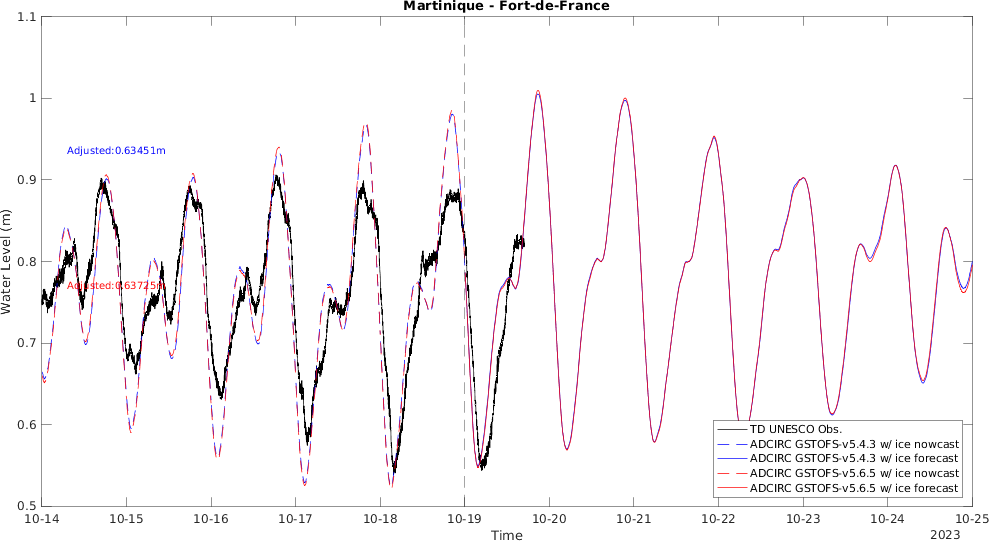 Martinique - Fort-de-France
1.1
1
0.9
0.8
0.7
0.6
0.5
Water Level (m)
Adjusted:0.63451m
Adjusted:0.63725m
TD UNESCO Obs.
ADCIRC GSTOFS-v5.4.3 w/ ice nowcast
ADCIRC GSTOFS-v5.4.3 w/ ice forecast
ADCIRC GSTOFS-v5.6.5 w/ ice nowcast
ADCIRC GSTOFS-v5.6.5 w/ ice forecast
10-14 10-15 10-16 10-17 10-18 10-19 10-20 10-21 10-22 10-23 10-24 10-25
Time
2023